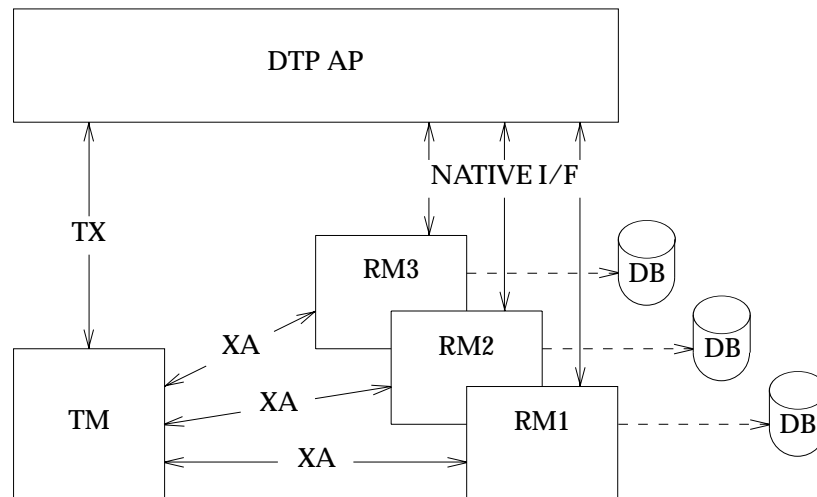 DTP AP
NATIVE I/F
TX
RM3
DB
XA
RM2
DB
XA
TM
RM1
DB
XA